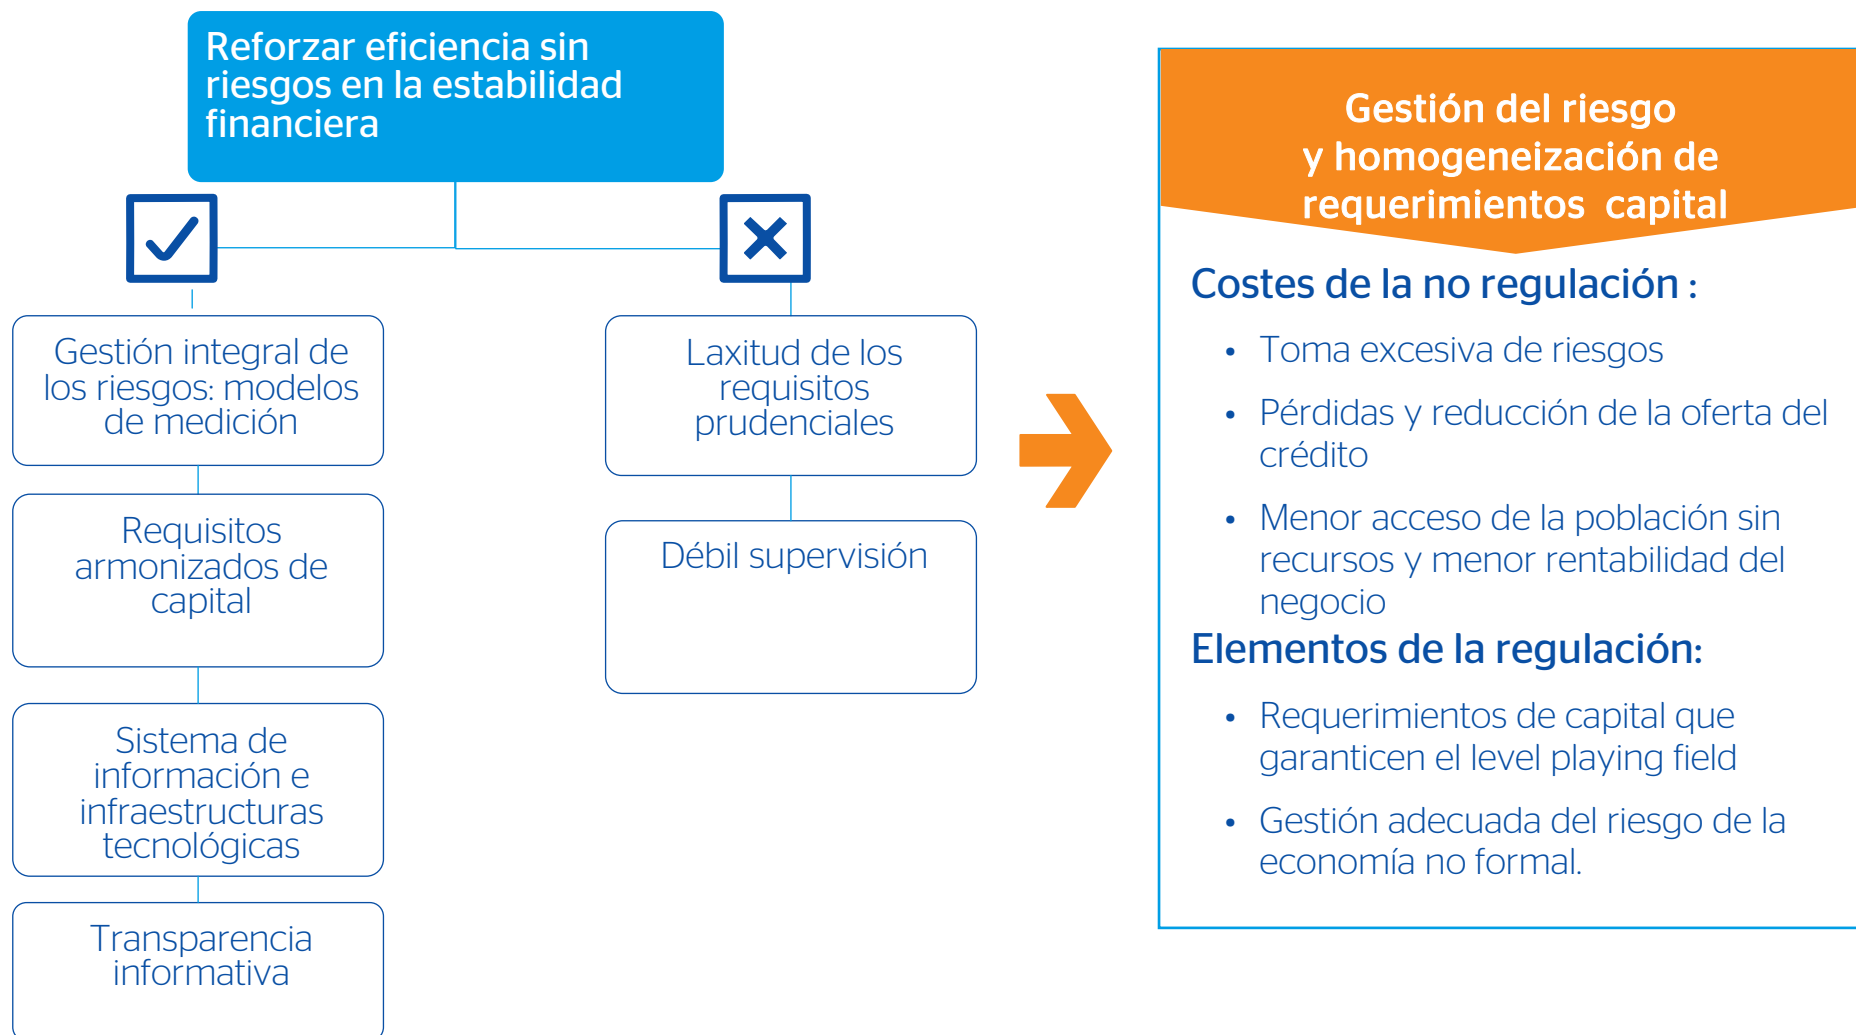 Reforzar eficiencia sin
riesgos en la estabilidad
financiera
Gestión integral de
los riesgos: modelos
de medición
Requisitos
armonizados de
capital
Sistema de
información e
infraestructuras
tecnológicas
Transparencia
informativa
Laxitud de los
requisitos
prudenciales
Débil supervisión
Gestión del riesgo
y homogeneización de
requerimientos capital
Costes de la no regulación :
• Toma excesiva de riesgos
• Pérdidas y reducción de la oferta del
crédito
• Menor acceso de la población sin
recursos y menor rentabilidad del
negocio
Elementos de la regulación:
• Requerimientos de capital que
garanticen el level playing field
• Gestión adecuada del riesgo de la
economía no formal.